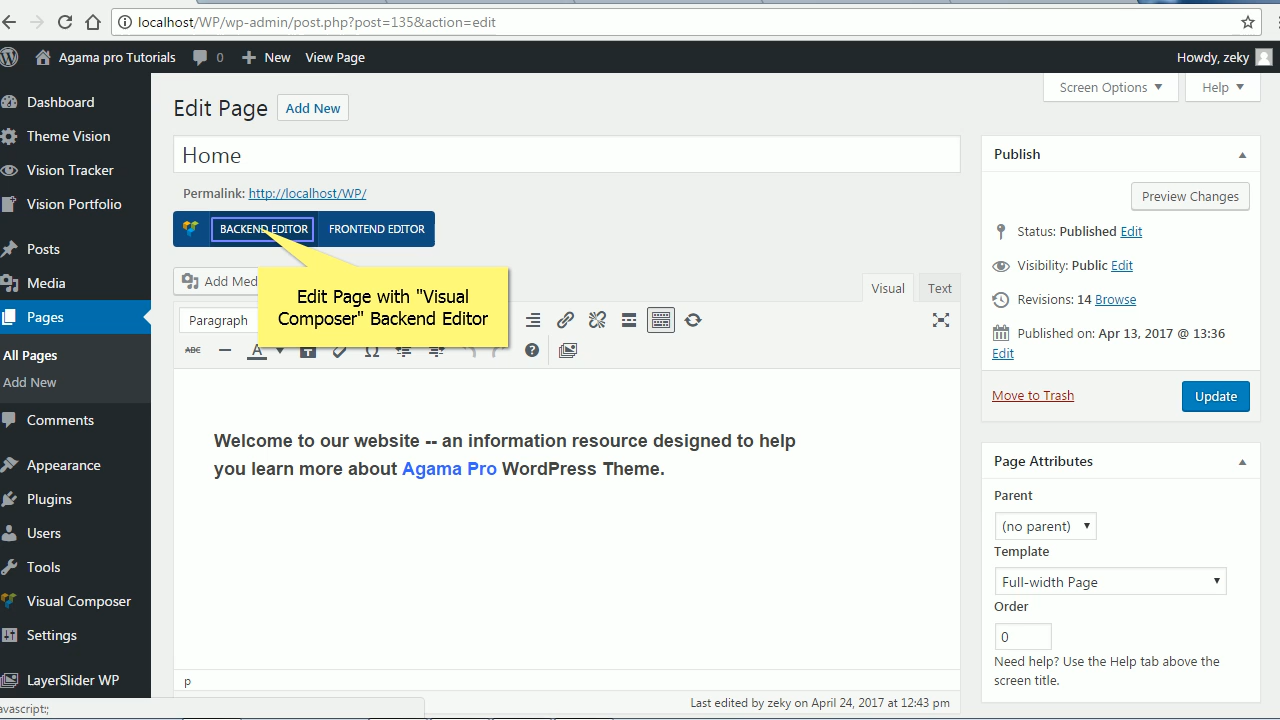 localhost/WP/wp-admin/post.php?post=135&action=edit
Agama pro Tutorials 0 New View Page Howdy, zeky
Dashboard
Theme Vision
Vision Tracker
Vision Portfolio
Posts
Media
Pages
All Pages
Add New
Comments
Appearance
Plugins
Users
Tools
Visual Composer
Settings
LayerSlider WP
Screen Options Help
Edit Page Add New
Home
Permalink: http://localhost/WP/
BACKEND EDITOR FRONTEND EDITOR
Edit Page with "Visual
Composer" Backend Editor
Add Med
Visual Text
Paragraph
ABC
Welcome to our website -- an information resource designed to help
you learn more about Agama Pro WordPress Theme.
p
Last edited by zeky on April 24, 2017 at 12:43 pm
Publish
Preview Changes
Status: Published Edit
Visibility: Public Edit
Revisions: 14 Browse
Published on: Apr 13, 2017 @ 13:36
Edit
Move to Trash Update
Page Attributes
Parent
(no parent)
Template
Full-width Page
Order
0
Need help? Use the Help tab above the
screen title.
avascript:;